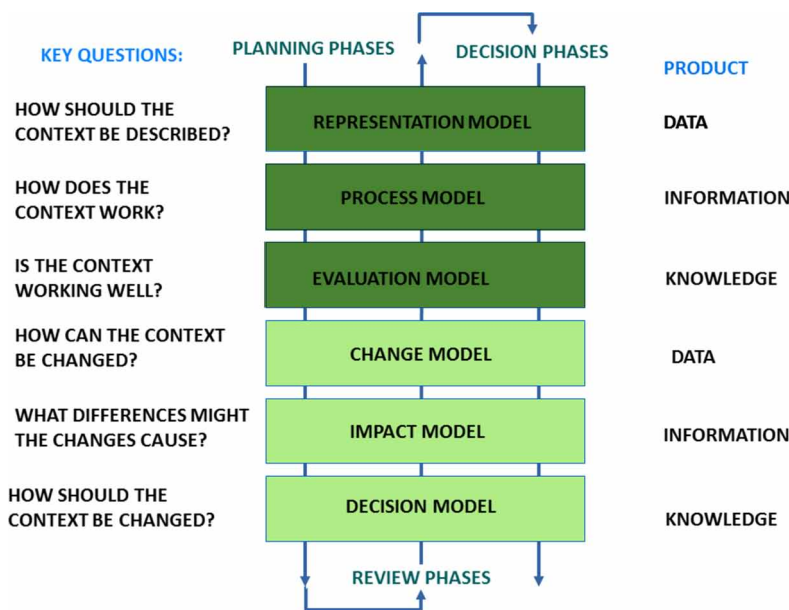 KEY QUESTIONS:
PLANNING PHASES
DECISION PHASES
PRODUCT
HOW SHOULD THE
CONTEXT BE DESCRIBED?
REPRESENTATION MODEL
DATA
HOW DOES THE
CONTEXT WORK?
PROCESS MODEL
INFORMATION
IS THE CONTEXT
WORKING WELL?
EVALUATION MODEL
KNOWLEDGE
HOW CAN THE CONTEXT
BE CHANGED?
CHANGE MODEL
DATA
WHAT DIFFERENCES MIGHT
THE CHANGES CAUSE?
IMPACT MODEL
INFORMATION
HOW SHOULD THE
CONTEXT BE CHANGED?
DECISION MODEL
KNOWLEDGE
REVIEW PHASES